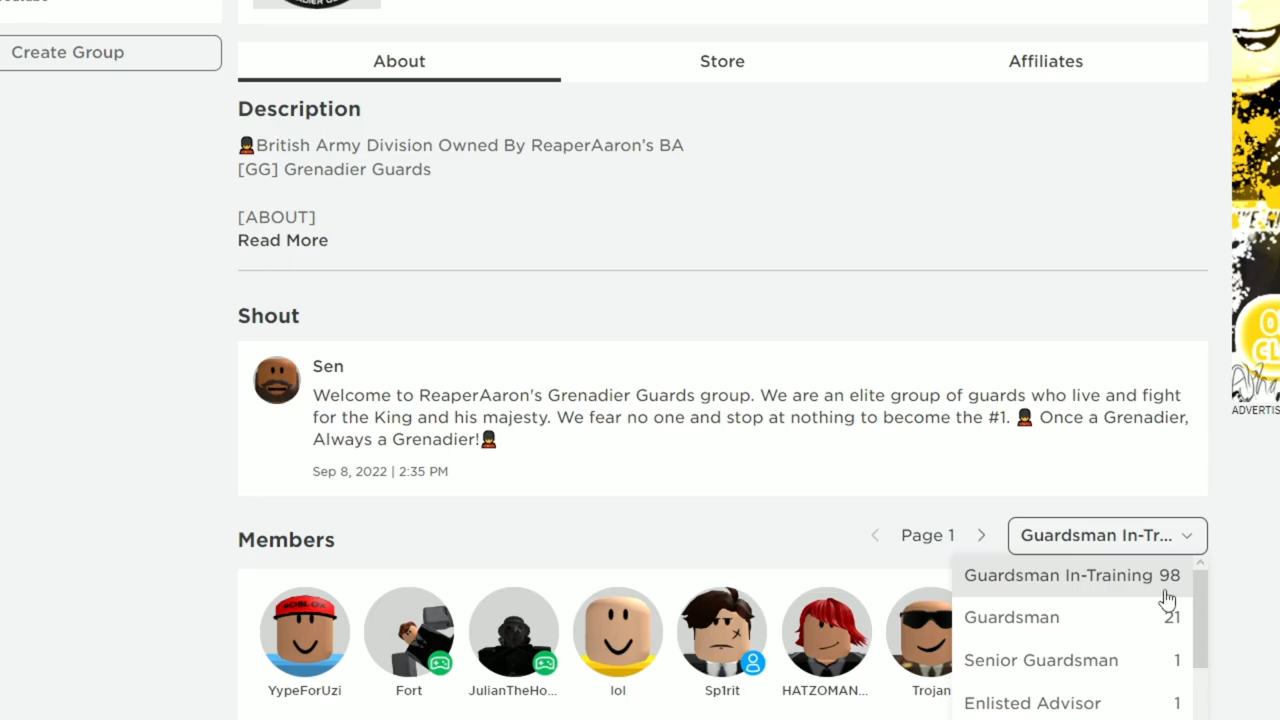 Create Group
About
Store
Affiliates
Description
British Army Division Owned By ReaperAaron's BA
[GG] Grenadier Guards
[ABOUT]
Read More
Shout
Sen
Welcome to ReaperAaron's Grenadier Guards group. We are an elite group of guards who live and fight
for the King and his majesty. We fear no one and stop at nothing to become the #1. Once a Grenadier,
Always a Grenadier!
Sep 8, 2022 | 2:35 PM
Members
Page 1
Guardsman In-Tr...
Guardsman In-Training 98
Guardsman 21
Senior Guardsman 1
Enlisted Advisor 1
ROBLOX
YypeForUzi
Fort
JulianTheHo...
lol
Sp1rit
HATZOMAN...
Trojan